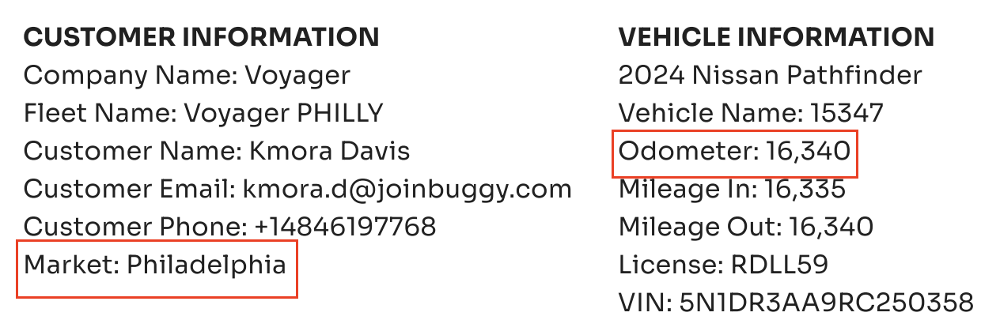 CUSTOMER INFORMATION
Company Name: Voyager
Fleet Name: Voyager PHILLY
Customer Name: Kmora Davis
Customer Email: kmora.d@joinbuggy.com
Customer Phone: +14846197768
Market: Philadelphia
VEHICLE INFORMATION
2024 Nissan Pathfinder
Vehicle Name: 15347
Odometer: 16,340
Mileage In: 16,335
Mileage Out: 16,340
License: RDLL59
VIN: 5N1DR3AA9RC250358